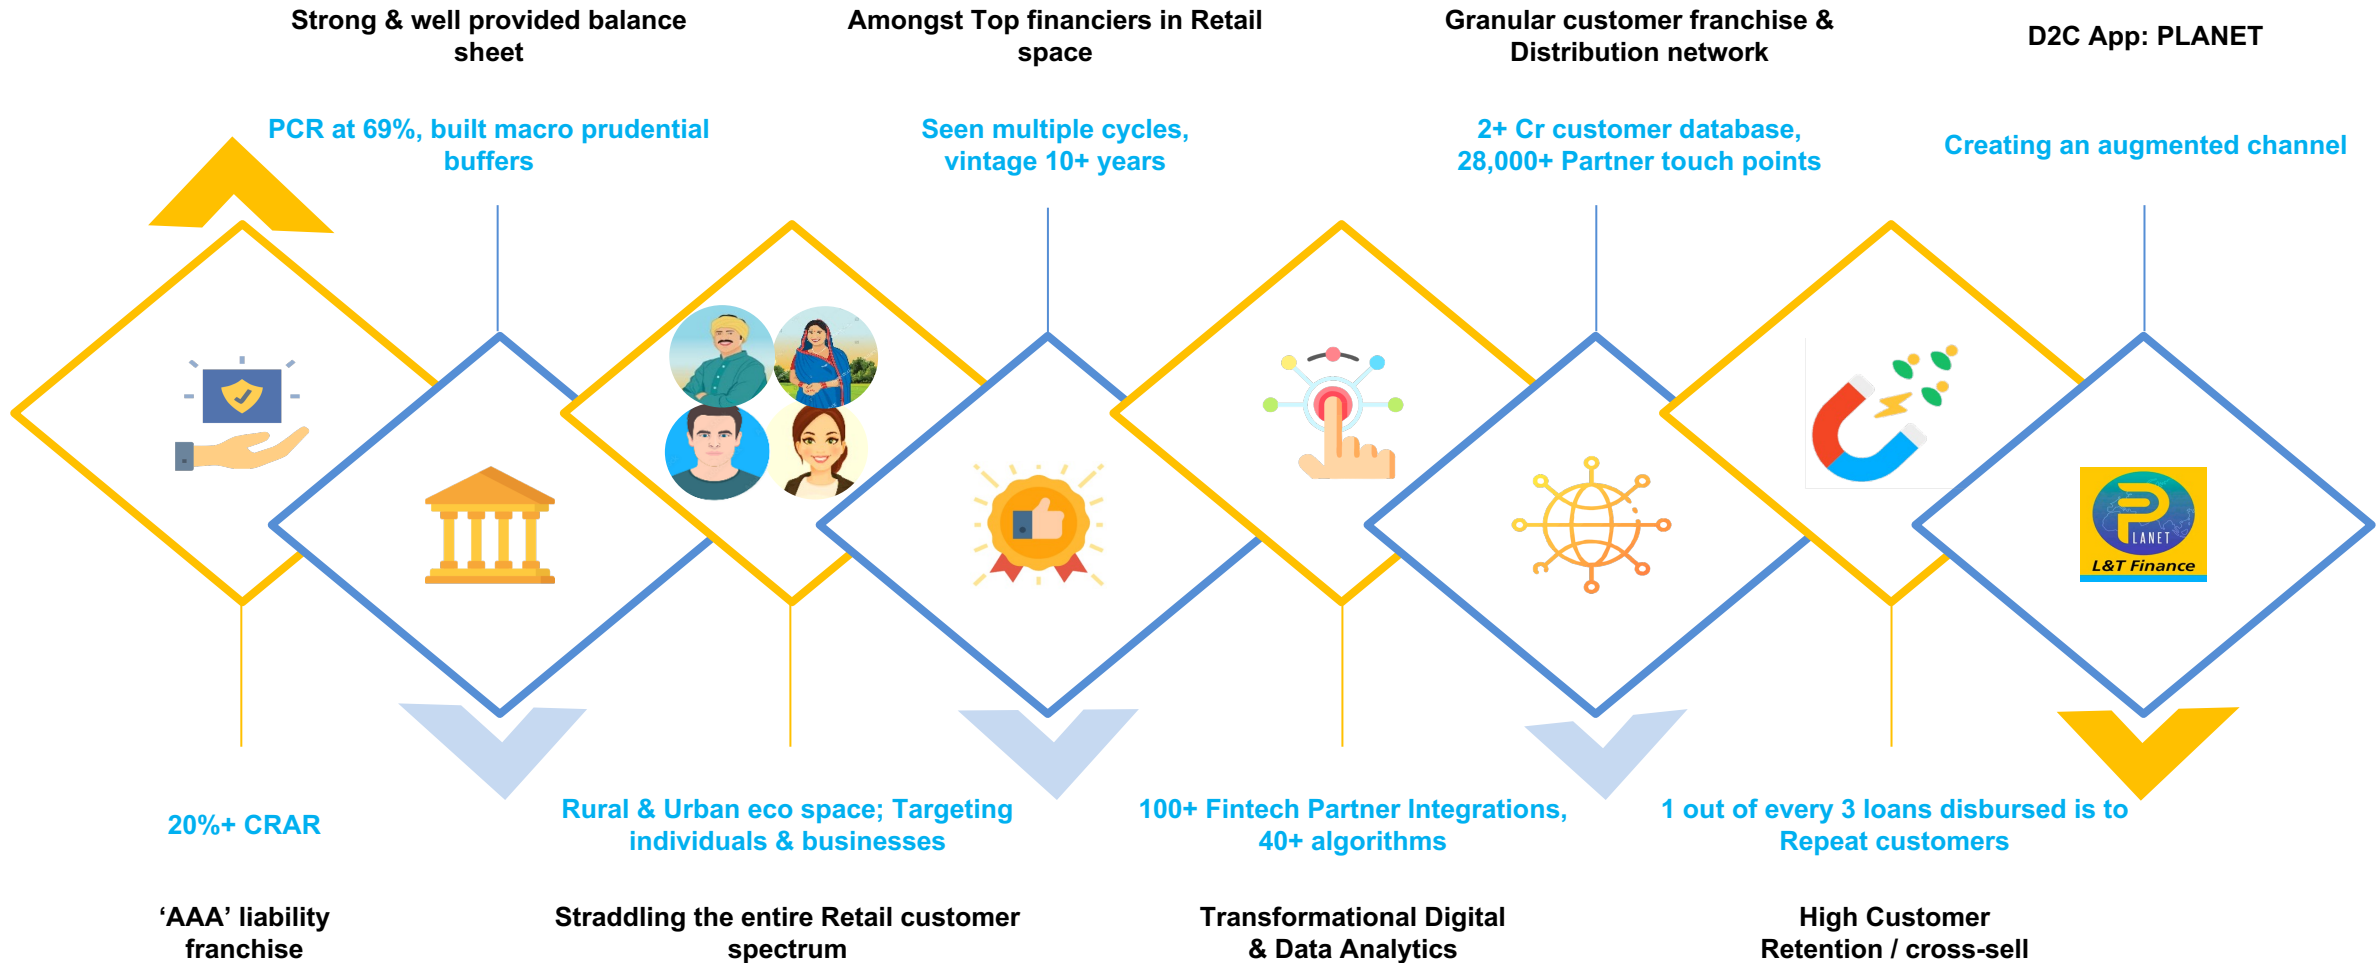 Strong & well provided balance
sheet
PCR at 69%, built macro prudential
buffers
Amongst Top financiers in Retail
space
Seen multiple cycles,
vintage 10+ years
Granular customer franchise &
Distribution network
2+ Cr customer database,
28,000+ Partner touch points
D2C App: PLANET
Creating an augmented channel
P
LANET
L&T Finance
20%+ CRAR
‘AAA’ liability
franchise
Rural & Urban eco space; Targeting
individuals & businesses
Straddling the entire Retail customer
spectrum
100+ Fintech Partner Integrations,
40+ algorithms
Transformational Digital
& Data Analytics
1 out of every 3 loans disbursed is to
Repeat customers
High Customer
Retention / cross-sell